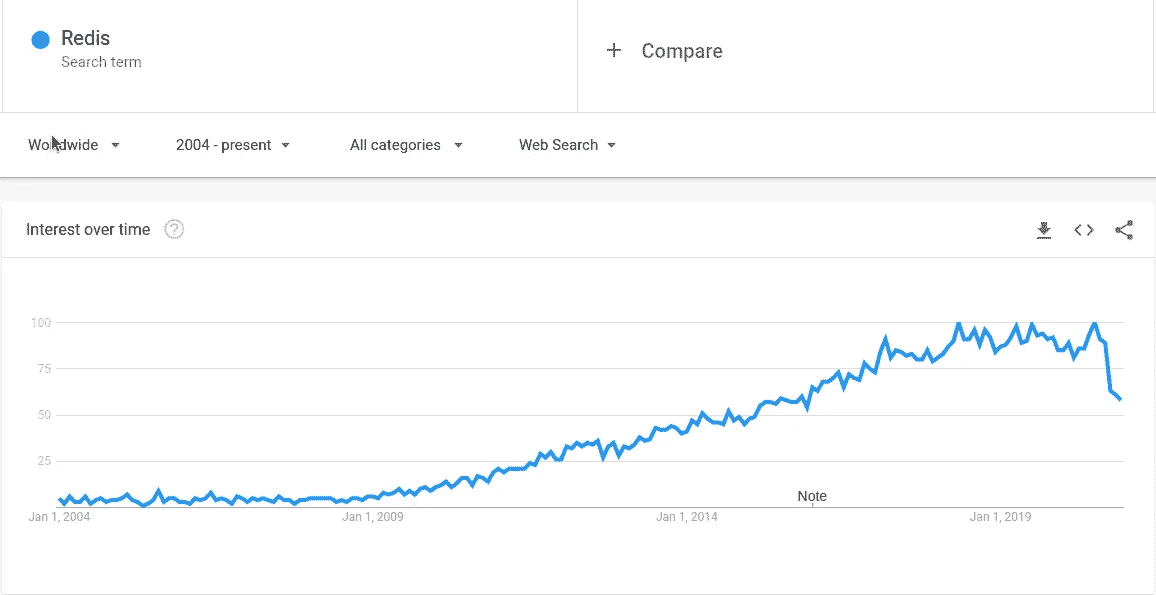 Redis
Search term
+ Compare
Worldwide
2004 - present
All categories
Web Search
Interest over time ?
100
75
50
25
Note
Jan 1, 2004
Jan 1, 2009
Jan 1, 2014
Jan 1, 2019